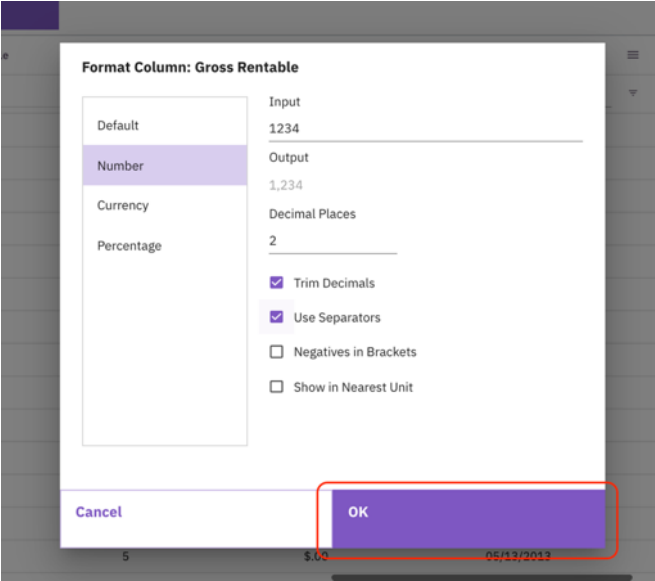 Format Column: Gross Rentable
Default
Number
Currency
Percentage
Input
1234
Output
1,234
Decimal Places
2
Trim Decimals
Use Separators
Negatives in Brackets
Show in Nearest Unit
Cancel
OK
5
$.00
05/13/2013